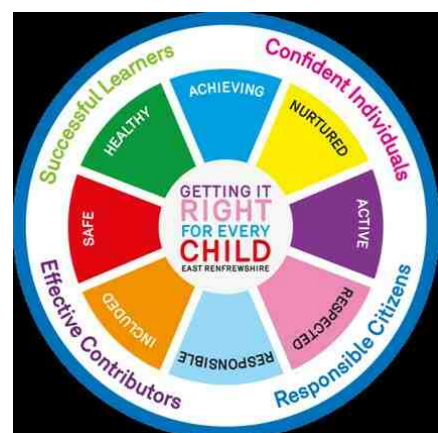 Successful Learners
Confident Individuals
Responsible Citizens
Effective Contributors
ACHIEVING
NURTURED
ACTIVE
RESPECTED
RESPONSIBLE
INCLUDED
SAFE
HEALTHY
GETTING IT
RIGHT
FOR EVERY
CHILD
EAST RENFREWSHIRE